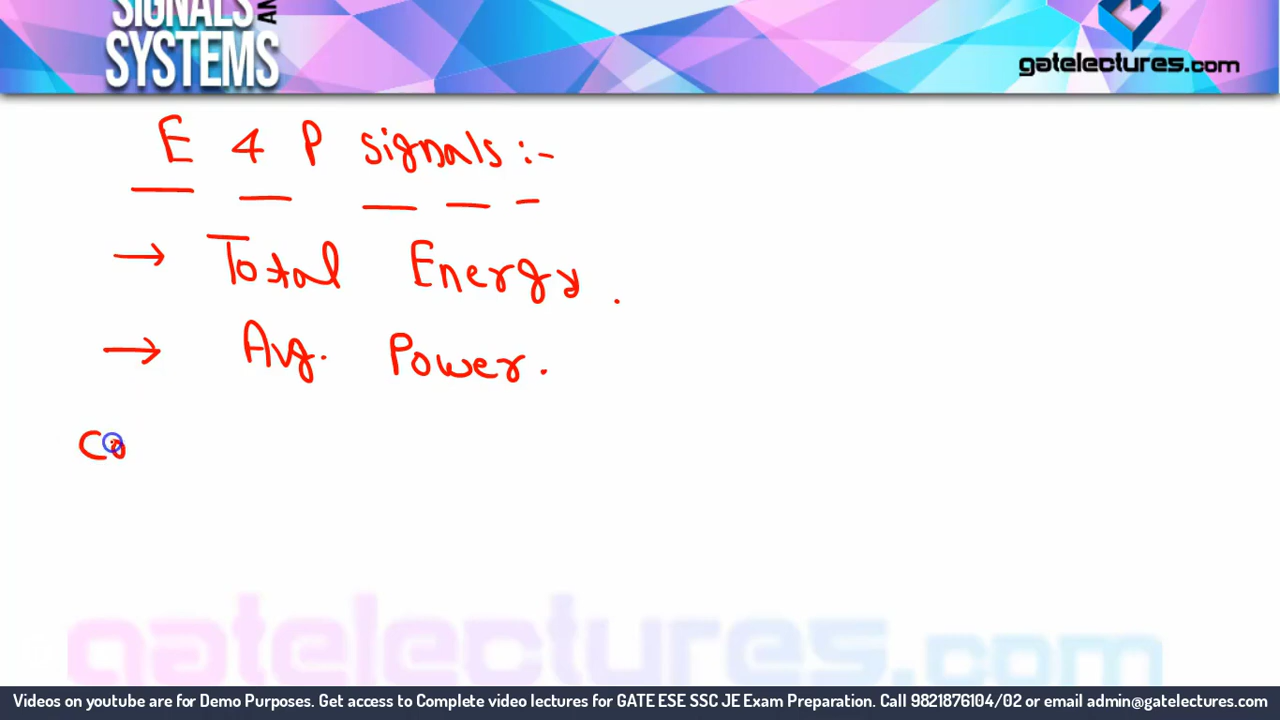 SIGNALS AND
SYSTEMS
gatelectures.com
E & P signals :-
→ Total Energy .
→ Avg. Power.
Co
gatelectures.com
Videos on youtube are for Demo Purposes. Get access to Complete video lectures for GATE ESE SSC JE Exam Preparation. Call 9821876104/02 or email admin@gatelectures.com